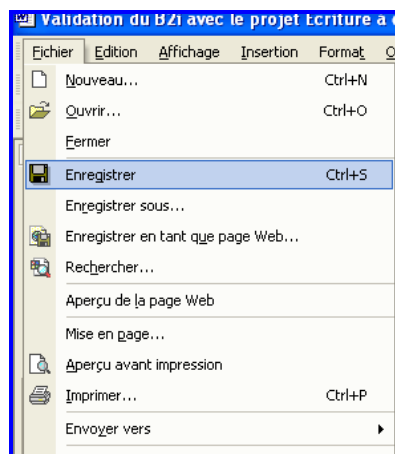 Validation du B2i avec le projet Ecriture à
Fichier Edition Affichage Insertion Format O
Nouveau... Ctrl+N
Ouvrir... Ctrl+O
Fermer
Enregistrer Ctrl+S
Enregistrer sous...
Enregistrer en tant que page Web...
Rechercher...
Aperçu de la page Web
Mise en page...
Aperçu avant impression
Imprimer... Ctrl+P
Envoyer vers